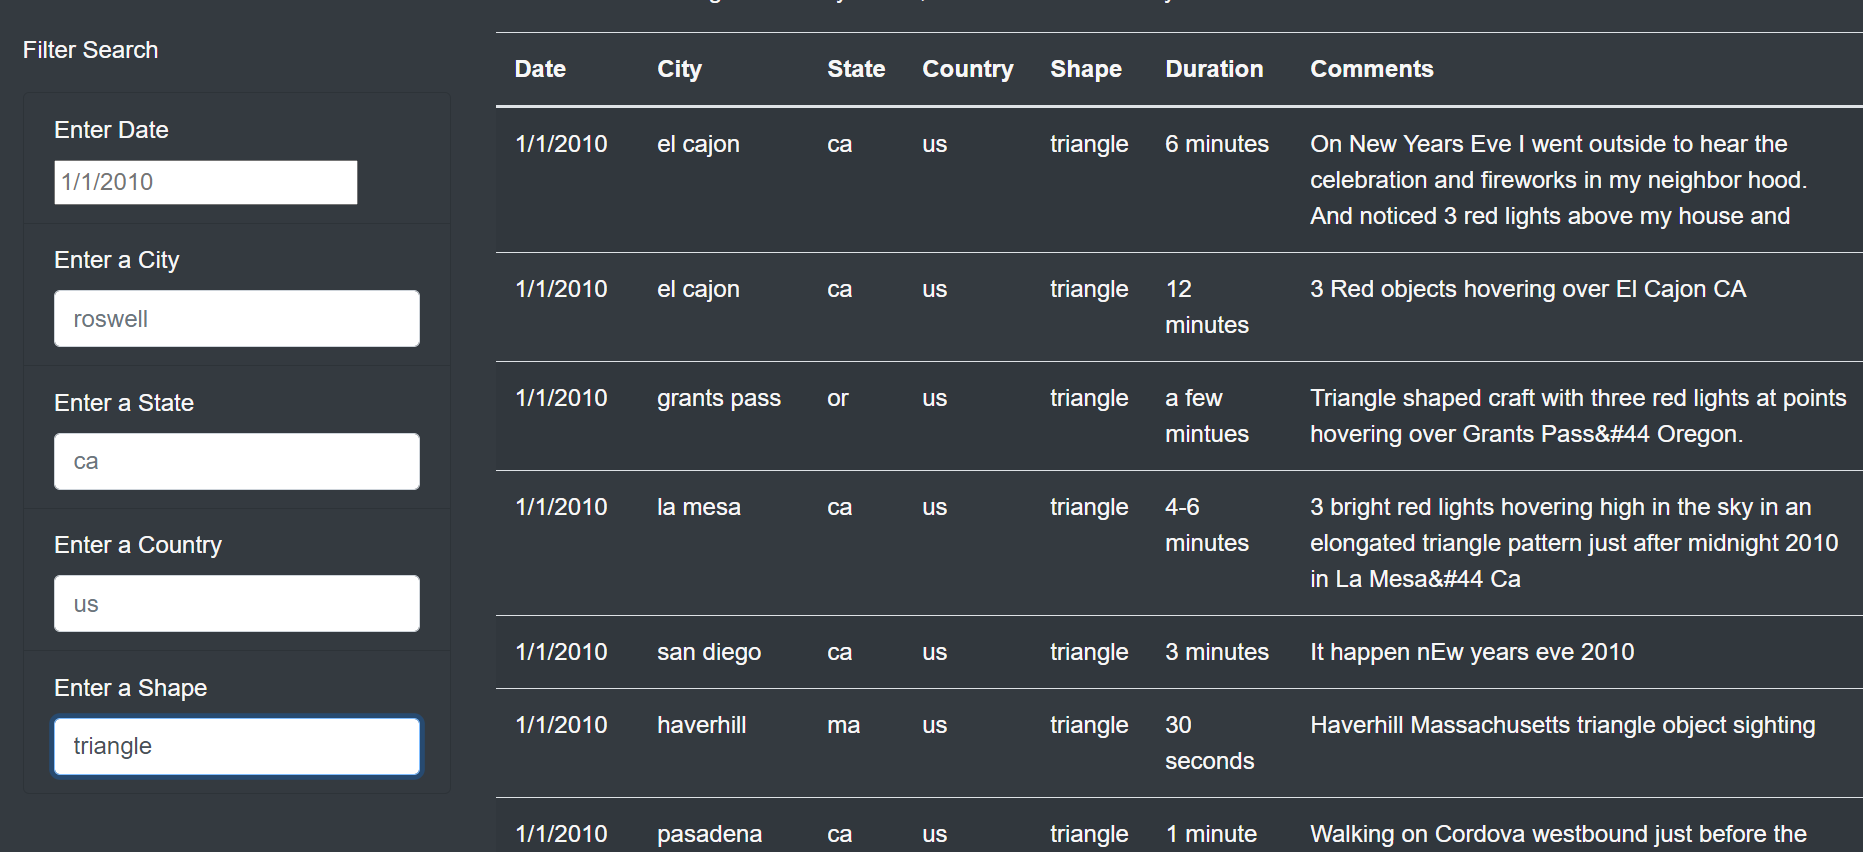 Filter Search
Enter Date
1/1/2010
Enter a City
roswell
Enter a State
ca
Enter a Country
us
Enter a Shape
triangle
Date City State Country Shape Duration Comments
1/1/2010 el cajon ca us triangle 6 minutes On New Years Eve I went outside to hear the
celebration and fireworks in my neighbor hood.
And noticed 3 red lights above my house and
1/1/2010 el cajon ca us triangle 12 3 Red objects hovering over El Cajon CA
minutes
1/1/2010 grants pass or us triangle a few Triangle shaped craft with three red lights at points
mintues hovering over Grants Pass&#44 Oregon.
1/1/2010 la mesa ca us triangle 4-6 3 bright red lights hovering high in the sky in an
minutes elongated triangle pattern just after midnight 2010
in La Mesa&#44 Ca
1/1/2010 san diego ca us triangle 3 minutes It happen nEw years eve 2010
1/1/2010 haverhill ma us triangle 30 Haverhill Massachusetts triangle object sighting
seconds
1/1/2010 pasadena ca us triangle 1 minute Walking on Cordova westbound just before the